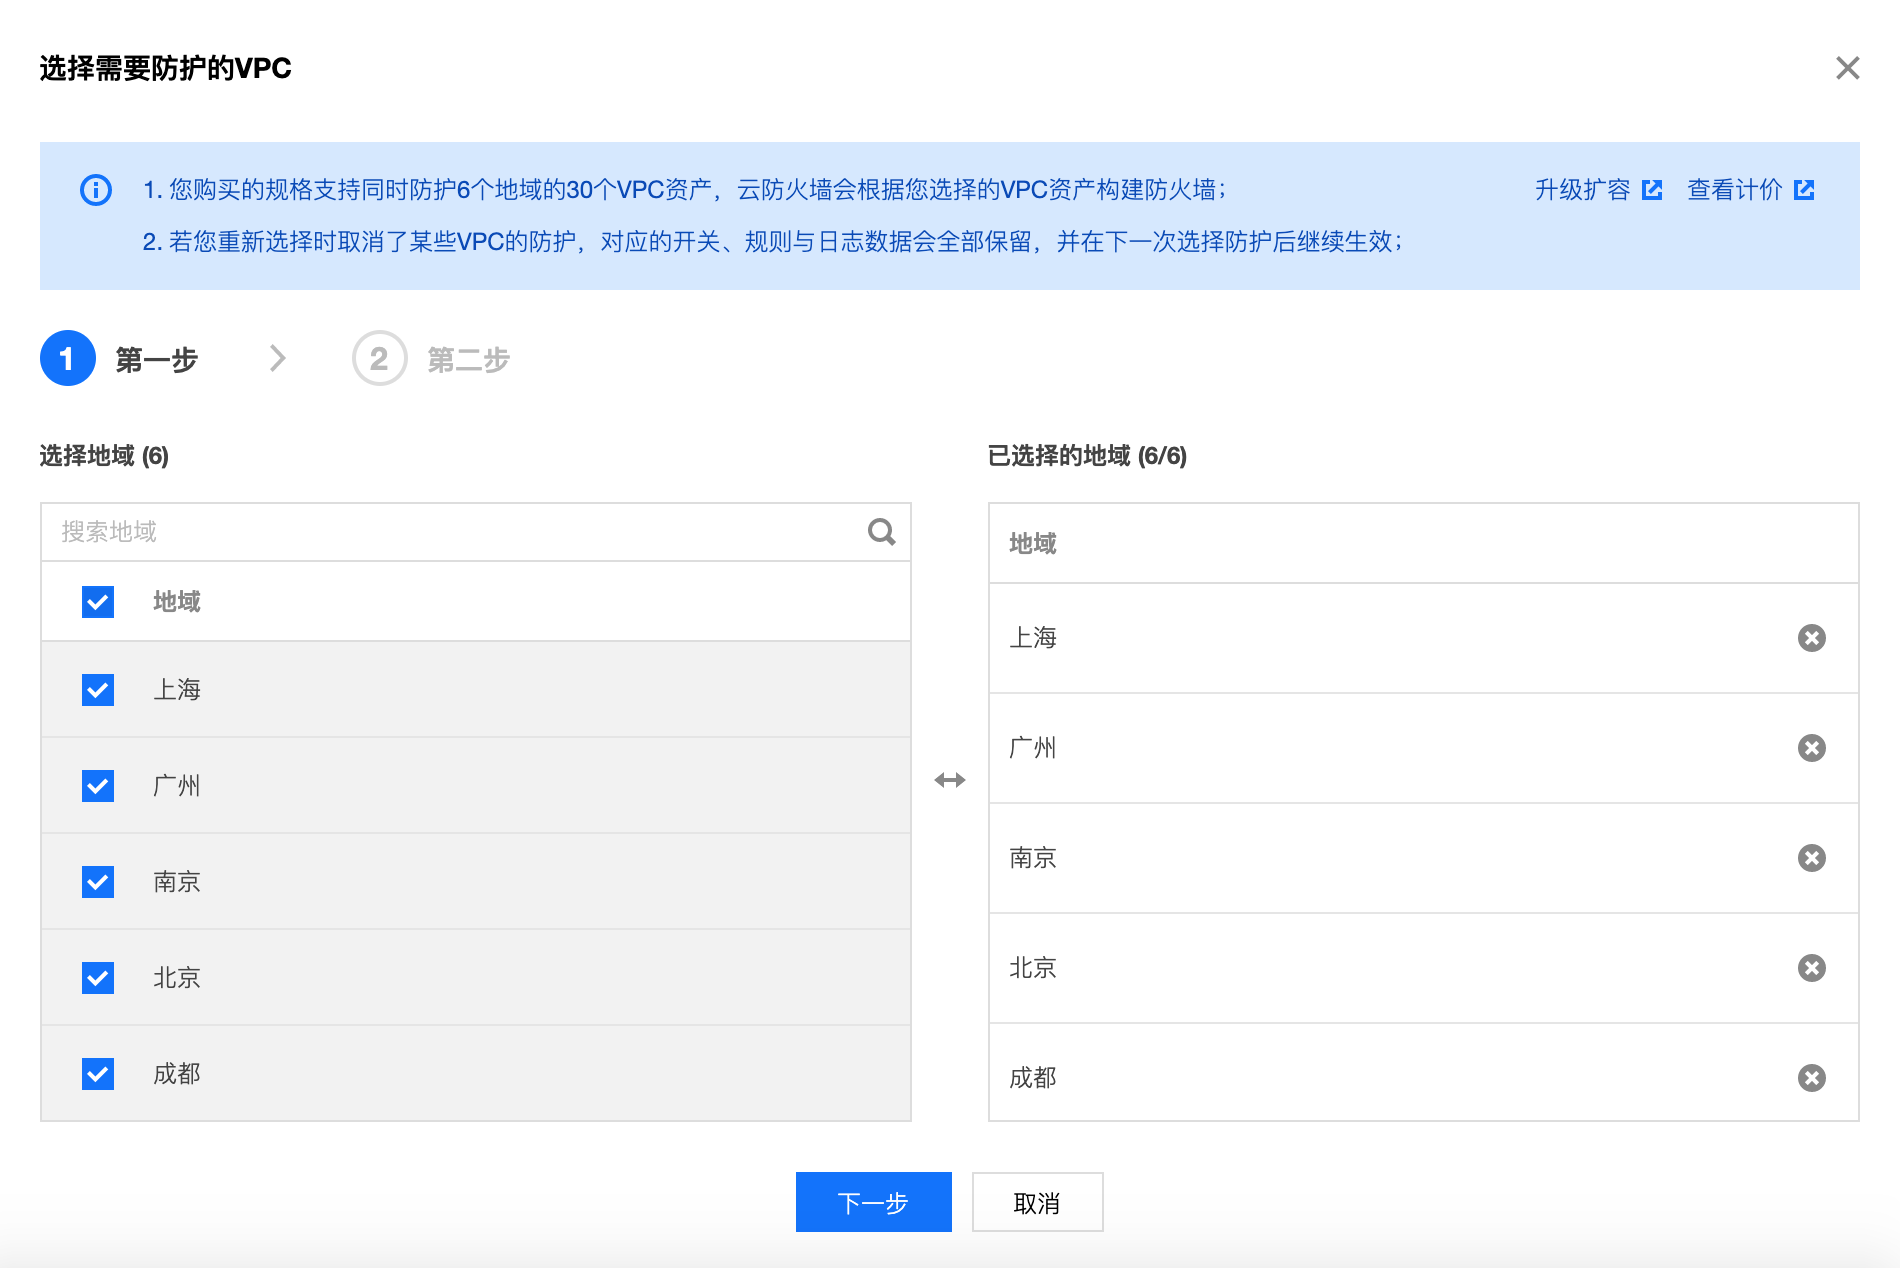 选择需要防护的VPC
1. 您购买的规格支持同时防护6个地域的30个VPC资产，云防火墙会根据您选择的VPC资产构建防火墙；
升级扩容 查看计价
2. 若您重新选择时取消了某些VPC的防护，对应的开关、规则与日志数据会全部保留，并在下一次选择防护后继续生效；
1 第一步 2 第二步
选择地域 (6)
搜索地域
地域
上海
广州
南京
北京
成都
已选择的地域 (6/6)
地域
上海
广州
南京
北京
成都
下一步 取消